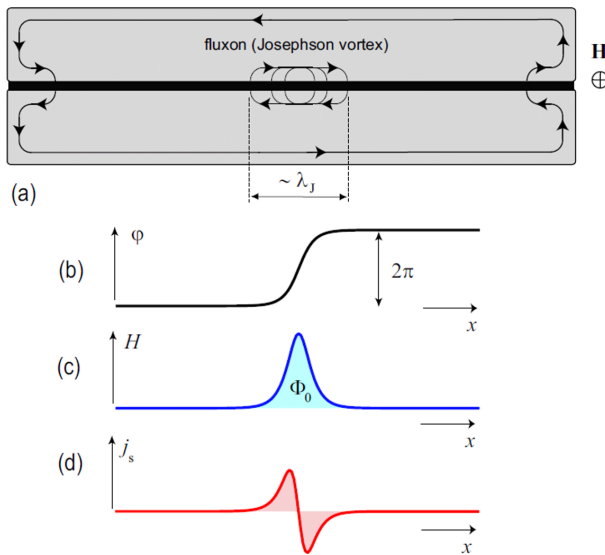 fluxon (Josephson vortex)
H
⊕
(a)
~ λJ
(b)
φ
2π
x
(c)
H
Φ0
x
(d)
js
x